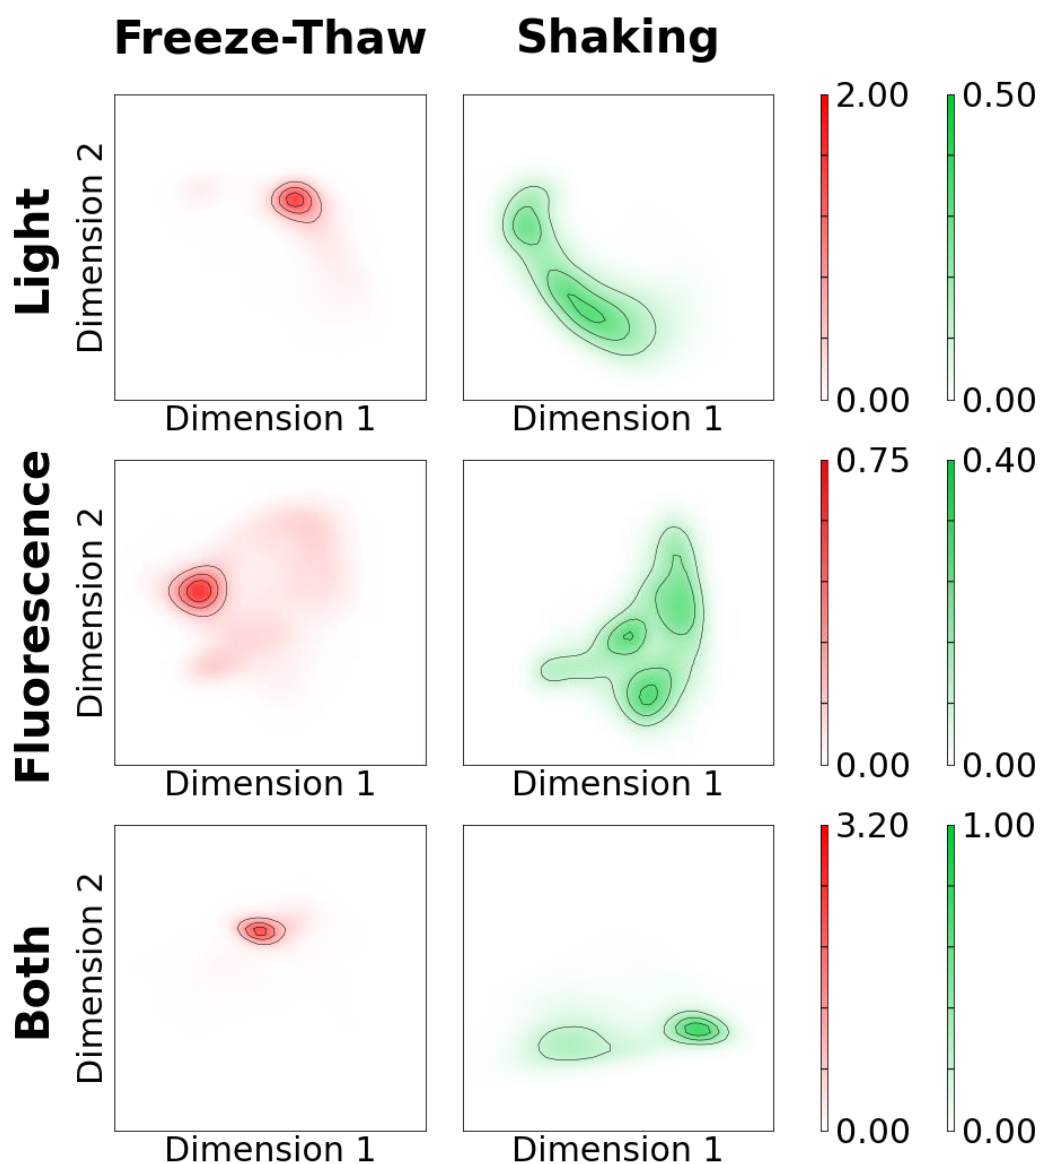 Freeze-Thaw Shaking
Light
Dimension 2
2.00 0.50
0.00 0.00
Dimension 1 Dimension 1
Fluorescence
Dimension 2
0.75 0.40
0.00 0.00
Dimension 1 Dimension 1
Both
Dimension 2
3.20 1.00
0.00 0.00
Dimension 1 Dimension 1